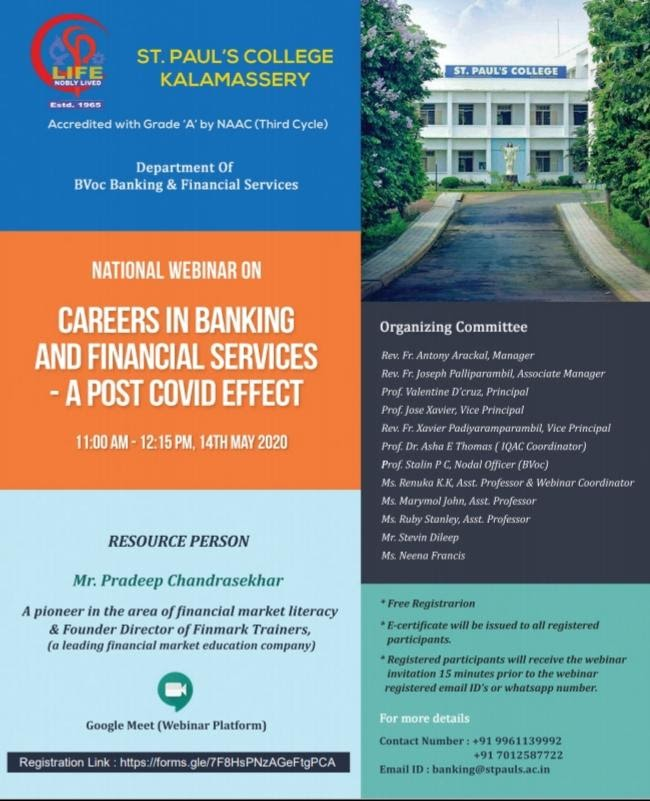 LIFE
NOBLY LIVED
Estd. 1965
ST. PAUL'S COLLEGE
KALAMASSERY
Accredited with Grade 'A' by NAAC (Third Cycle)
Department Of
BVoc Banking & Financial Services
ST. PAUL'S COLLEGE
NATIONAL WEBINAR ON
CAREERS IN BANKING
AND FINANCIAL SERVICES
- A POST COVID EFFECT
11:00 AM - 12:15 PM, 14TH MAY 2020
RESOURCE PERSON
Mr. Pradeep Chandrasekhar
A pioneer in the area of financial market literacy
& Founder Director of Finmark Trainers,
(a leading financial market education company)
Google Meet (Webinar Platform)
Registration Link : https://forms.gle/7F8HsPNzAGeFtgPCA
Organizing Committee
Rev. Fr. Antony Arackal, Manager
Rev. Fr. Joseph Palliparambil, Associate Manager
Prof. Valentine D'cruz, Principal
Prof. Jose Xavier, Vice Principal
Rev. Fr. Xavier Padiyaramparambil, Vice Principal
Prof. Dr. Asha E Thomas ( IQAC Coordinator)
Prof. Stalin P C, Nodal Officer (BVoc)
Ms. Renuka K.K, Asst. Professor & Webinar Coordinator
Ms. Marymol John, Asst. Professor
Ms. Ruby Stanley, Asst. Professor
Mr. Stevin Dileep
Ms. Neena Francis
* Free Registrarion
* E-certificate will be issued to all registered
participants.
* Registered participants will receive the webinar
invitation 15 minutes prior to the webinar
registered email ID's or whatsapp number.
For more details
Contact Number : +91 9961139992
+91 7012587722
Email ID : banking@stpauls.ac.in